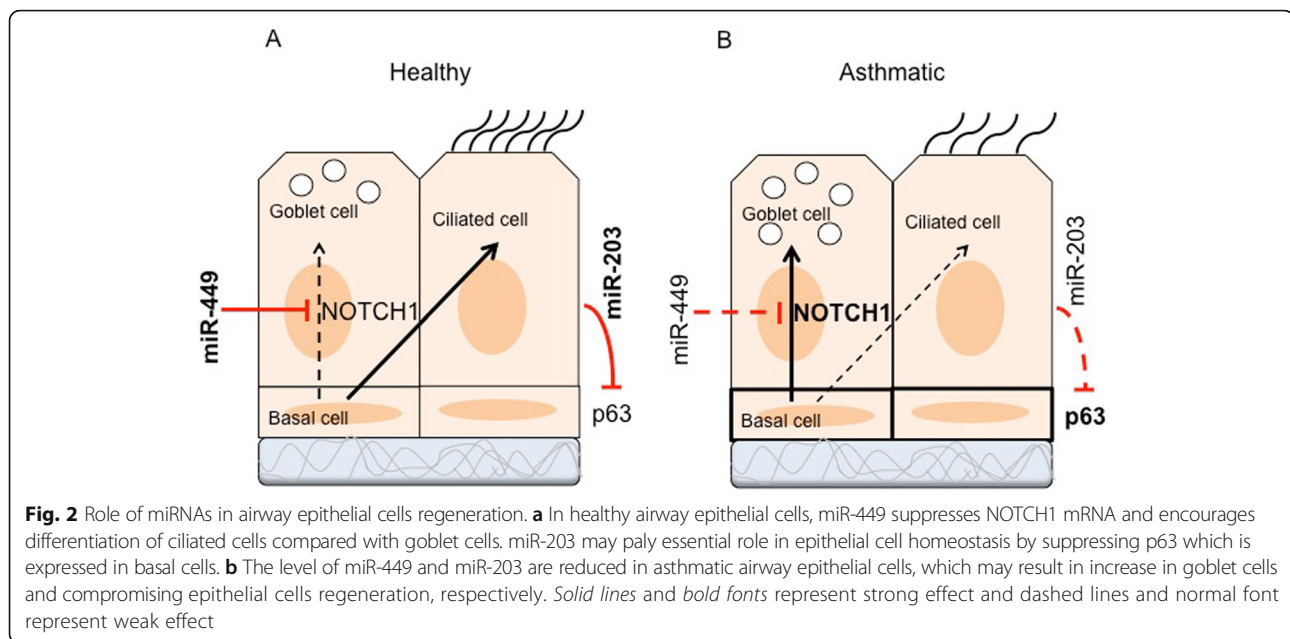 A
Healthy
Goblet cell
Ciliated cell
miR-449
NOTCH1
miR-203
Basal cell
p63
B
Asthmatic
Goblet cell
Ciliated cell
miR-449
NOTCH1
miR-203
Basal cell
p63
Fig. 2 Role of miRNAs in airway epithelial cells regeneration. a In healthy airway epithelial cells, miR-449 suppresses NOTCH1 mRNA and encourages
differentiation of ciliated cells compared with goblet cells. miR-203 may paly essential role in epithelial cell homeostasis by suppressing p63 which is
expressed in basal cells. b The level of miR-449 and miR-203 are reduced in asthmatic airway epithelial cells, which may result in increase in goblet cells
and compromising epithelial cells regeneration, respectively. Solid lines and bold fonts represent strong effect and dashed lines and normal font
represent weak effect